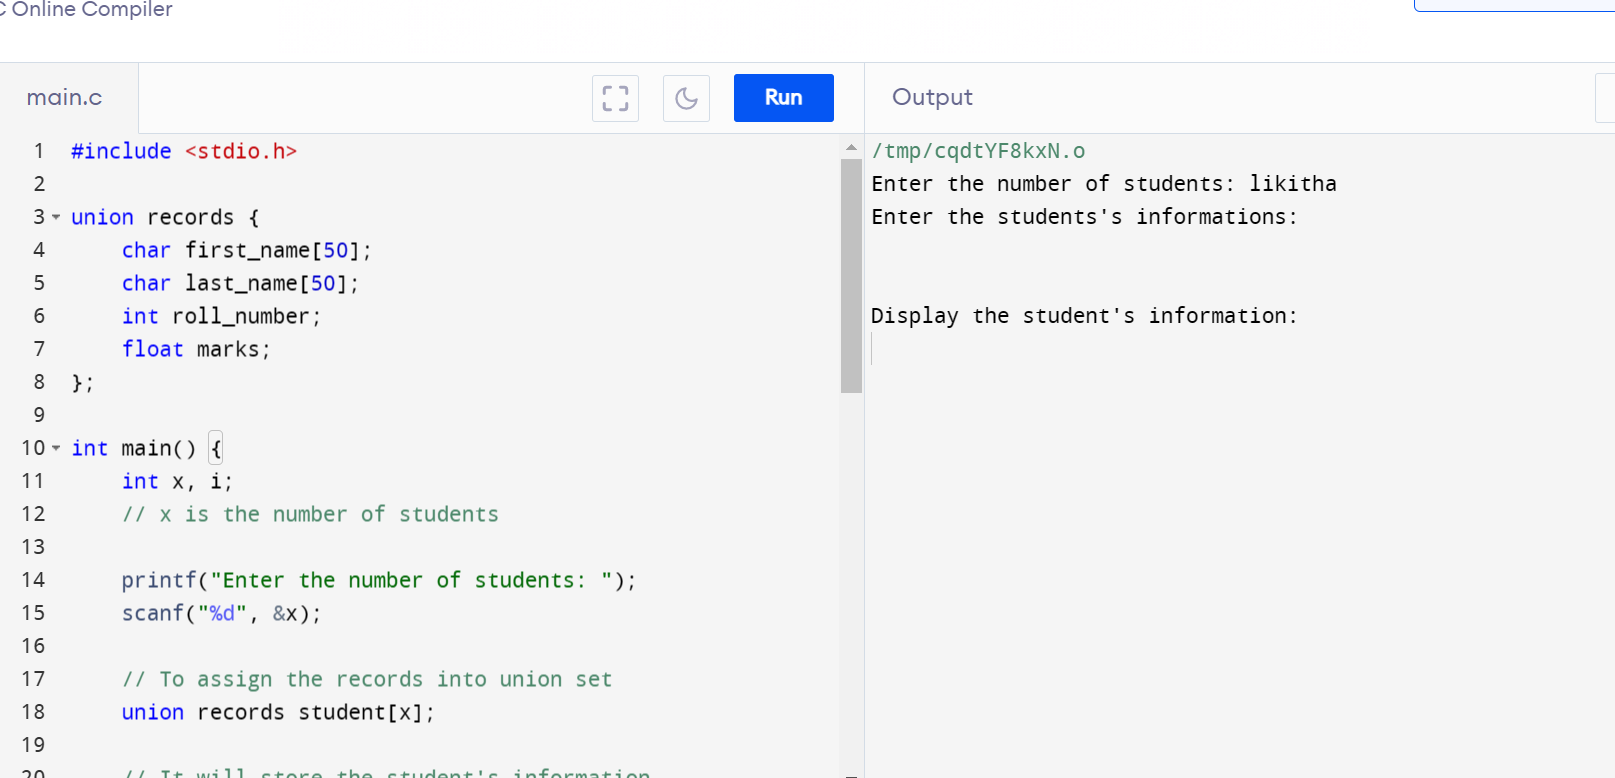 C Online Compiler
main.c
Run
Output
1 #include <stdio.h>
2
3 union records {
4     char first_name[50];
5     char last_name[50];
6     int roll_number;
7     float marks;
8 };
9
10 int main() {
11     int x, i;
12     // x is the number of students
13
14     printf("Enter the number of students: ");
15     scanf("%d", &x);
16
17     // To assign the records into union set
18     union records student[x];
19
20     // It will store the student's information
/tmp/cqdtYF8kxN.o
Enter the number of students: likitha
Enter the students's informations:
Display the student's information: